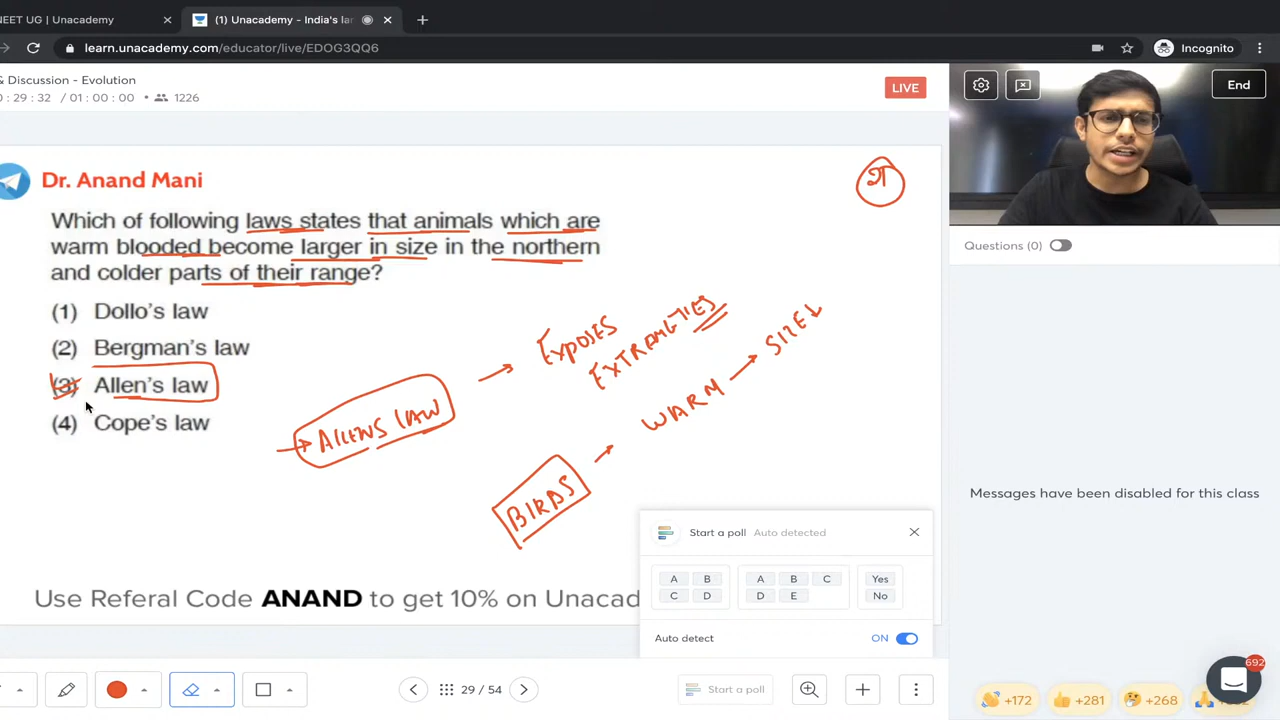 NEET UG | Unacademy
(1) Unacademy - India's lar
learn.unacademy.com/educator/live/EDOG3QQ6
Incognito
& Discussion - Evolution
: 29 : 32 / 01 : 00 : 00 • 1226
LIVE
End
Dr. Anand Mani
Which of following laws states that animals which are
warm blooded become larger in size in the northern
and colder parts of their range?
(1) Dollo's law
(2) Bergman's law
(3) Allen's law
(4) Cope's law
ALLENS LAW
EXPOSES
EXTREMETIES
BIRDS
WARM
SIZE↓
Use Referal Code ANAND to get 10% on Unacad
Questions (0)
Messages have been disabled for this class
Start a poll Auto detected
A B A B C Yes
C D D E No
Auto detect ON
29 / 54
Start a poll
692
+172 +281 +268